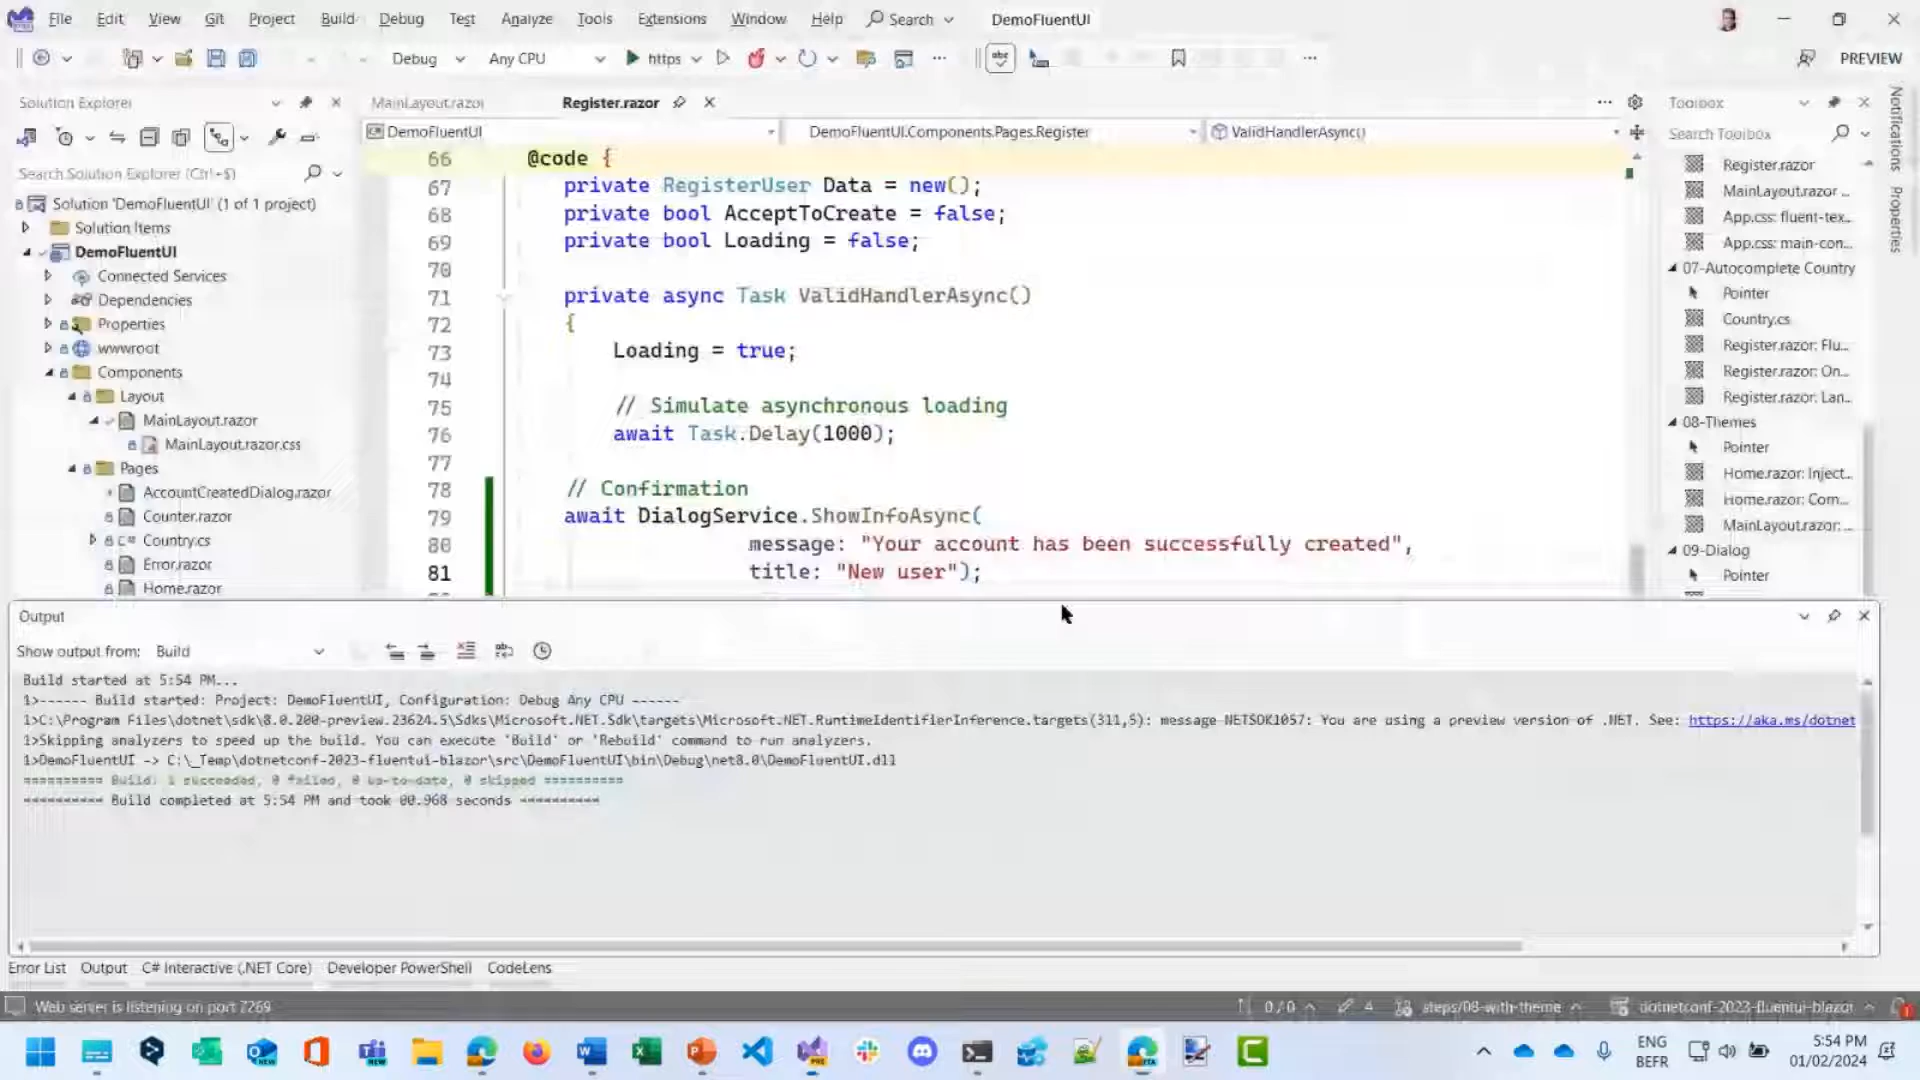 File Edit View Git Project Build Debug Test Analyze Tools Extensions Window Help Search DemoFluentUI
Debug Any CPU https PREVIEW
Solution Explorer
Search Solution Explorer (Ctrl+$)
Solution 'DemoFluentUI' (1 of 1 project)
Solution Items
DemoFluentUI
Connected Services
Dependencies
Properties
wwwroot
Components
Layout
MainLayout.razor
MainLayout.razor.css
Pages
AccountCreatedDialog.razor
Counter.razor
C# Country.cs
Error.razor
Home.razor
MainLayout.razor Register.razor
DemoFluentUI DemoFluentUI.Components.Pages.Register ValidHandlerAsync()
66 @code {
67 private RegisterUser Data = new();
68 private bool AcceptToCreate = false;
69 private bool Loading = false;
70
71 private async Task ValidHandlerAsync()
72 {
73 Loading = true;
74
75 // Simulate asynchronous loading
76 await Task.Delay(1000);
77
78 // Confirmation
79 await DialogService.ShowInfoAsync(
80 message: "Your account has been successfully created",
81 title: "New user");
Toolbox
Search Toolbox
Register.razor
MainLayout.razor ...
App.css: fluent-tex...
App.css: main-con...
07-Autocomplete Country
Pointer
Country.cs
Register.razor: Flu...
Register.razor: On...
Register.razor: Lan...
08-Themes
Pointer
Home.razor: Inject...
Home.razor: Com...
MainLayout.razor: ...
09-Dialog
Pointer
Notifications
Properties
Output
Show output from: Build
Build started at 5:54 PM...
1>------ Build started: Project: DemoFluentUI, Configuration: Debug Any CPU ------
1>C:\Program Files\dotnet\sdk\8.0.200-preview.23624.5\Sdks\Microsoft.NET.Sdk\targets\Microsoft.NET.RuntimeIdentifierInference.targets(311,5): message NETSDK1057: You are using a preview version of .NET. See: https://aka.ms/dotnet
1>Skipping analyzers to speed up the build. You can execute 'Build' or 'Rebuild' command to run analyzers.
1>DemoFluentUI -> C:\_Temp\dotnetconf-2023-fluentui-blazor\src\DemoFluentUI\bin\Debug\net8.0\DemoFluentUI.dll
========== Build: 1 succeeded, 0 failed, 0 up-to-date, 0 skipped ==========
========== Build completed at 5:54 PM and took 00.968 seconds ==========
Error List Output C# Interactive (.NET Core) Developer PowerShell CodeLens
Web server is listening on port 7269 0 / 0 4 steps/08-with-theme dotnetconf-2023-fluentui-blazor 1
ENG
BEFR
5:54 PM
01/02/2024